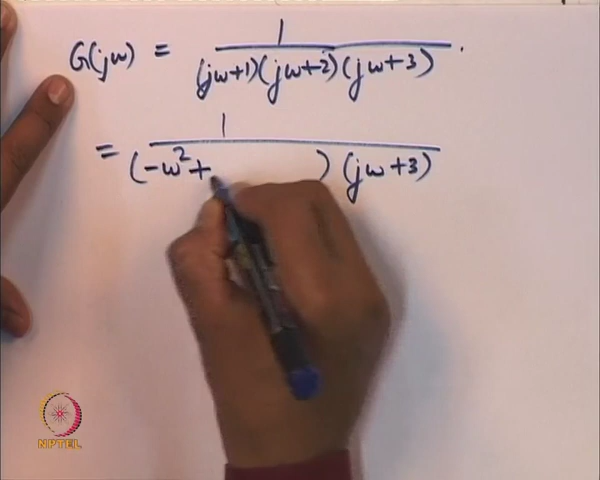 G(jω) = 1 / (jω+1)(jω+2)(jω+3).
= 1 / (-ω²+ ) (jω+3)
NPTEL